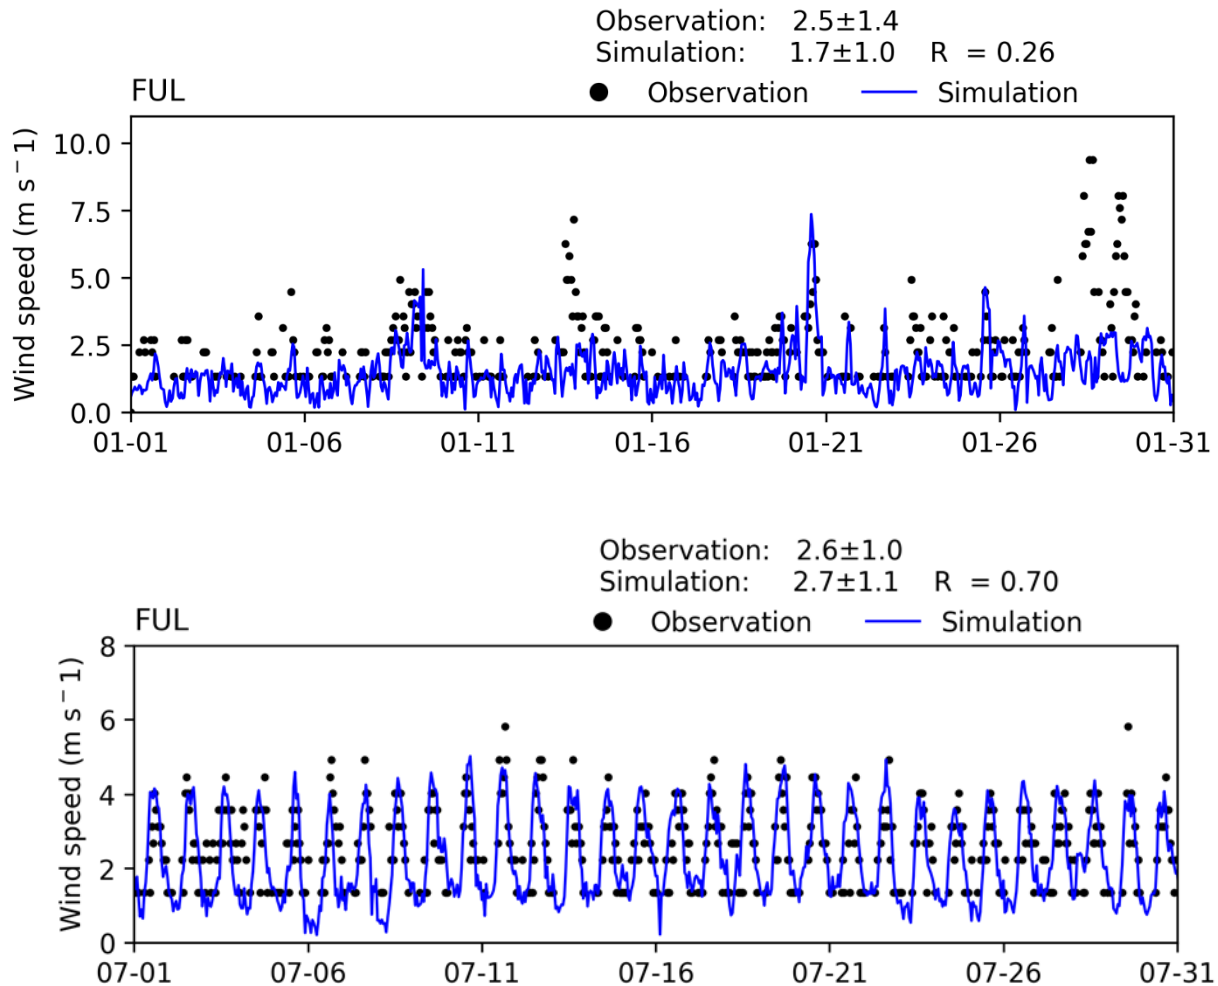 Observation: 2.5±1.4
Simulation: 1.7±1.0 R = 0.26
FUL
Observation Simulation
Wind speed (m s⁻1)
10.0
7.5
5.0
2.5
0.0
01-01 01-06 01-11 01-16 01-21 01-26 01-31
Observation: 2.6±1.0
Simulation: 2.7±1.1 R = 0.70
FUL
Observation Simulation
Wind speed (m s⁻1)
8
6
4
2
0
07-01 07-06 07-11 07-16 07-21 07-26 07-31